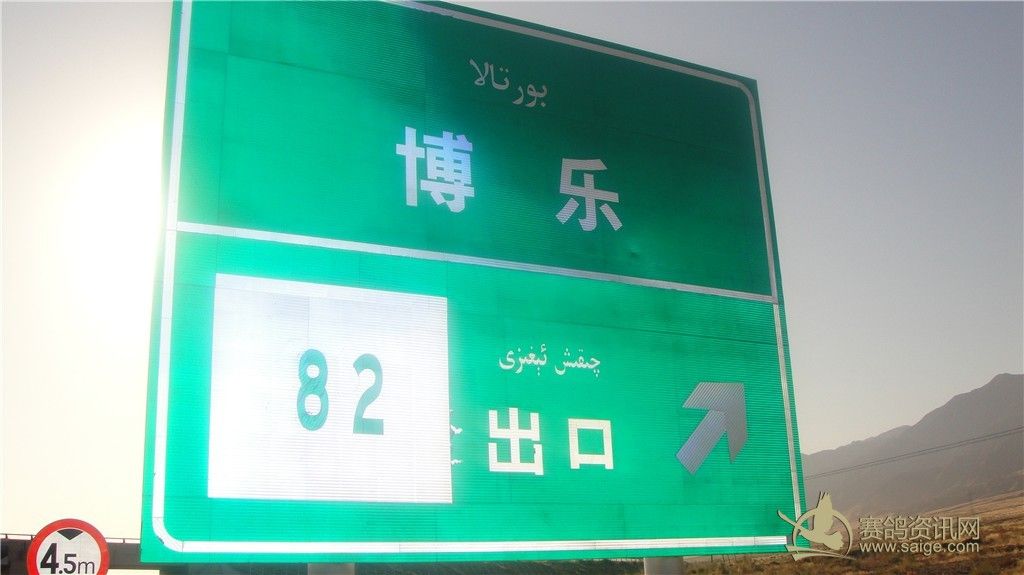 بورتالا
博乐
چىقىش ئېغىزى
82
出口
4.5m
赛鸽资讯网
www.saige.com